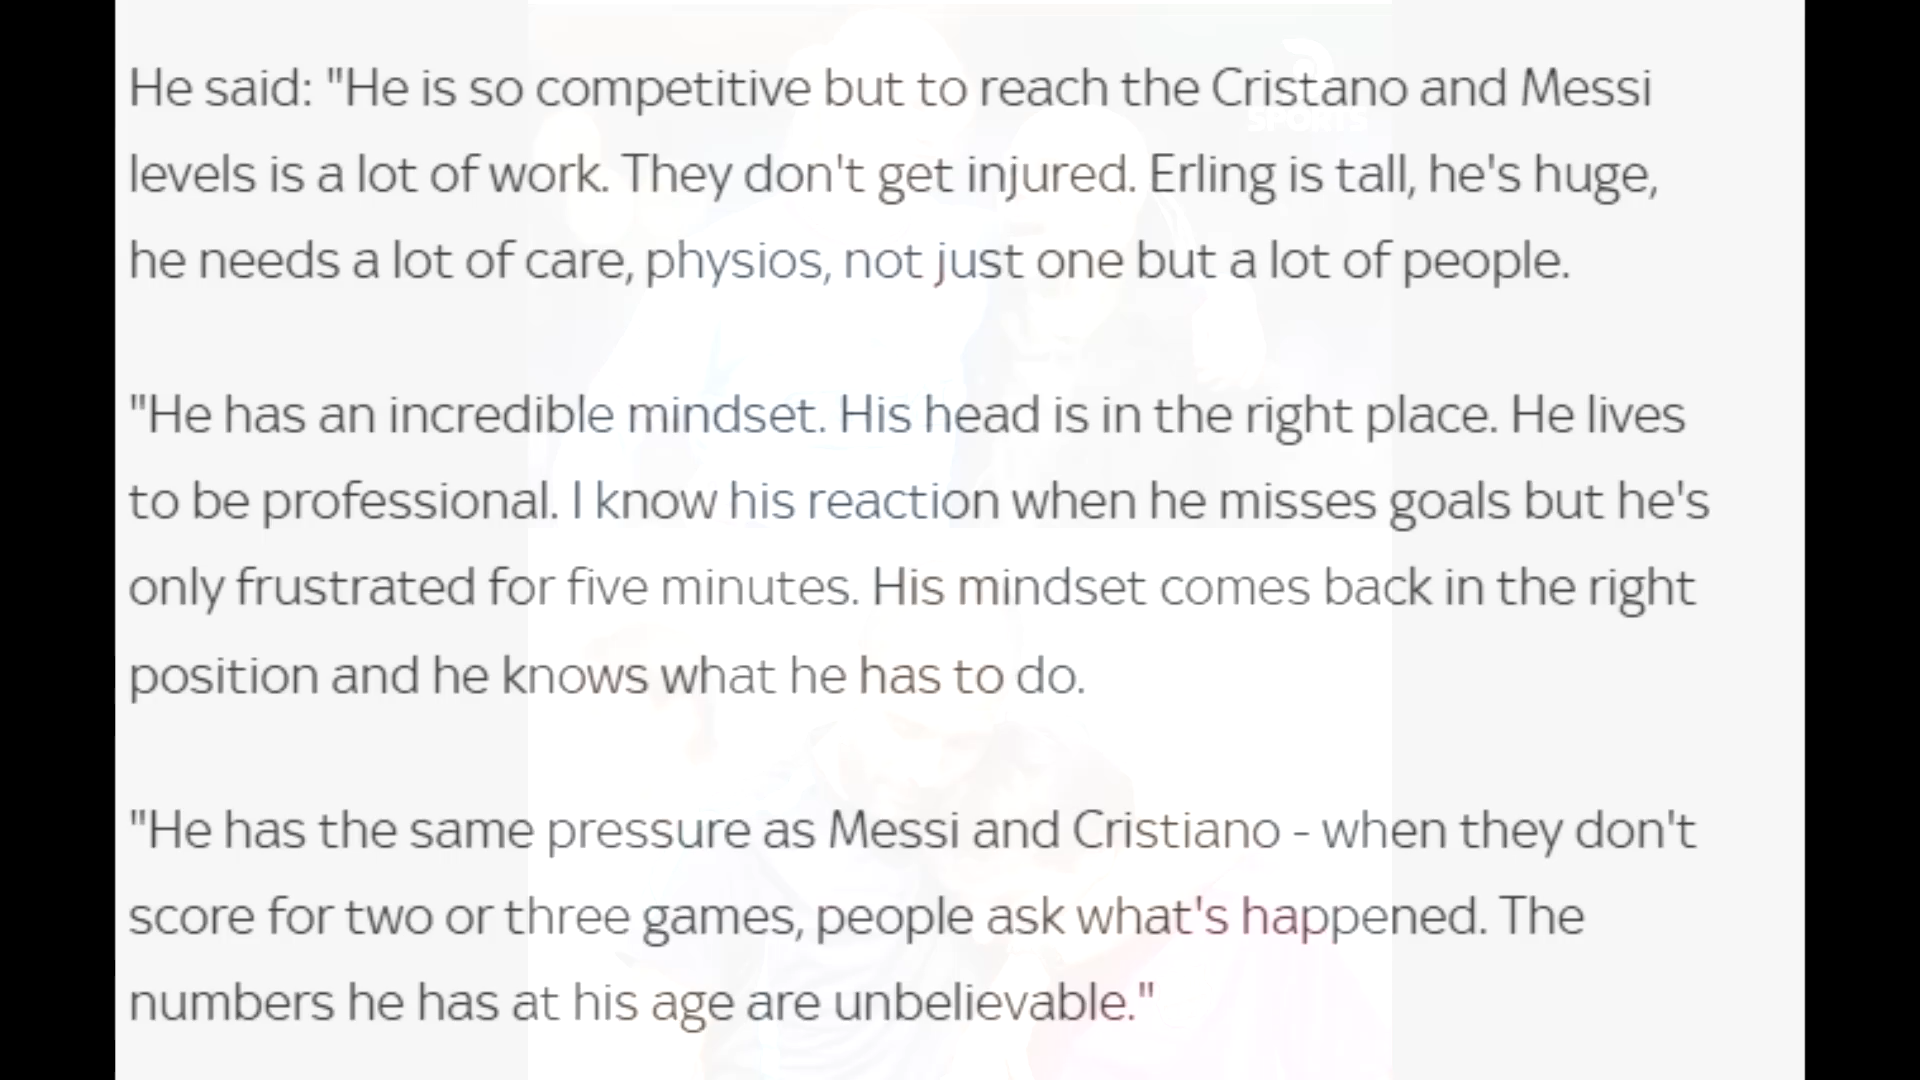 He said: "He is so competitive but to reach the Cristano and Messi
levels is a lot of work. They don't get injured. Erling is tall, he's huge,
he needs a lot of care, physios, not just one but a lot of people.
"He has an incredible mindset. His head is in the right place. He lives
to be professional. I know his reaction when he misses goals but he's
only frustrated for five minutes. His mindset comes back in the right
position and he knows what he has to do.
"He has the same pressure as Messi and Cristiano - when they don't
score for two or three games, people ask what's happened. The
numbers he has at his age are unbelievable."
SPORTS